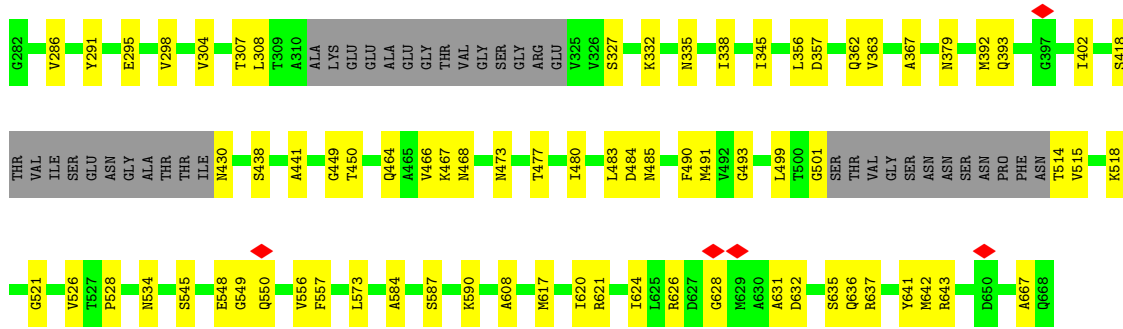 G282 V286 Y291 E295 V298 V304 T307 L308 T309 A310 ALA LYS GLU GLU ALA GLU GLY THR VAL GLY SER GLY ARG GLU V325 V326 S327 K332 N335 I338 I345 L356 D357 Q362 V363 A367 N379 M392 Q393 G397 I402 S418
THR VAL ILE SER GLU ASN GLY ALA THR THR ILE N430 S438 A441 G449 T450 Q464 A465 V466 K467 N468 N473 T477 I480 L483 D484 N485 F490 M491 V492 G493 L499 T500 G501 SER THR VAL GLY SER ASN ASN SER ASN PRO PHE ASN T514 V515 K518
G521 V526 T527 P528 N534 S545 E548 G549 Q550 V556 F557 L573 A584 S587 K590 A608 M617 I620 R621 I624 L625 R626 D627 G628 M629 A630 A631 D632 S635 Q636 R637 Y641 M642 R643 D650 A667 Q668